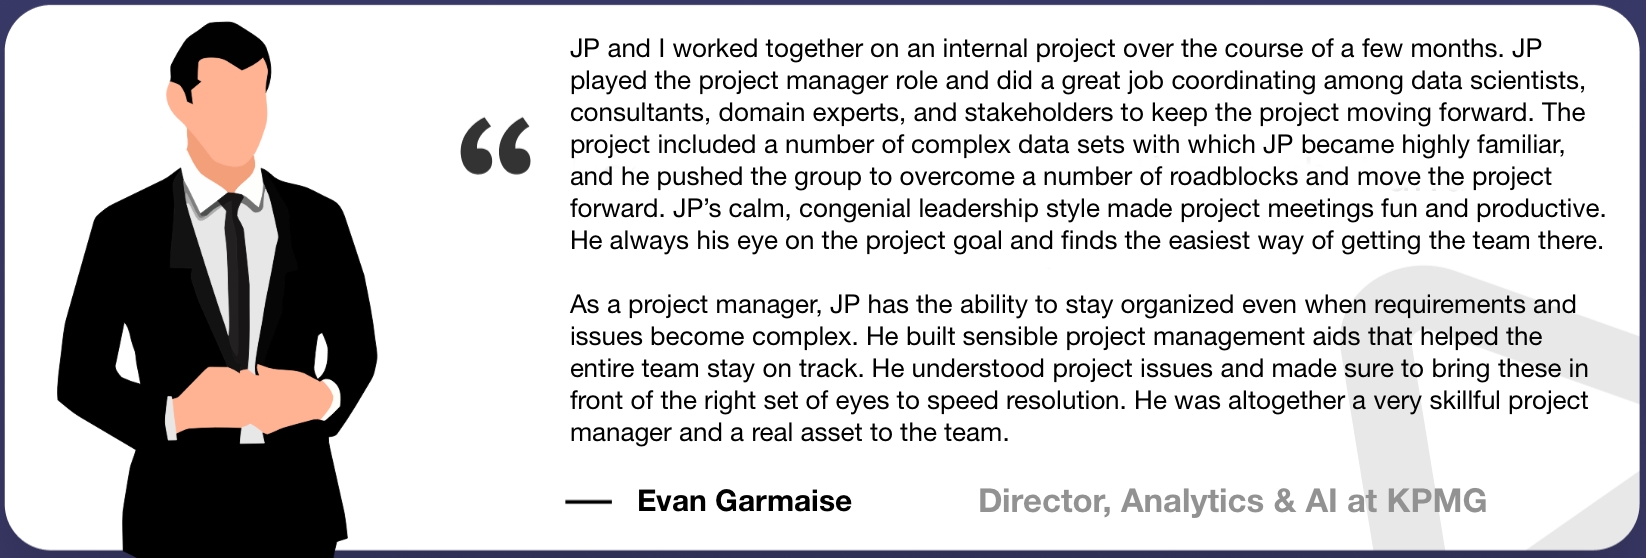 JP and I worked together on an internal project over the course of a few months. JP
played the project manager role and did a great job coordinating among data scientists,
consultants, domain experts, and stakeholders to keep the project moving forward. The
project included a number of complex data sets with which JP became highly familiar,
and he pushed the group to overcome a number of roadblocks and move the project
forward. JP’s calm, congenial leadership style made project meetings fun and productive.
He always his eye on the project goal and finds the easiest way of getting the team there.
As a project manager, JP has the ability to stay organized even when requirements and
issues become complex. He built sensible project management aids that helped the
entire team stay on track. He understood project issues and made sure to bring these in
front of the right set of eyes to speed resolution. He was altogether a very skillful project
manager and a real asset to the team.
— Evan Garmaise Director, Analytics & AI at KPMG